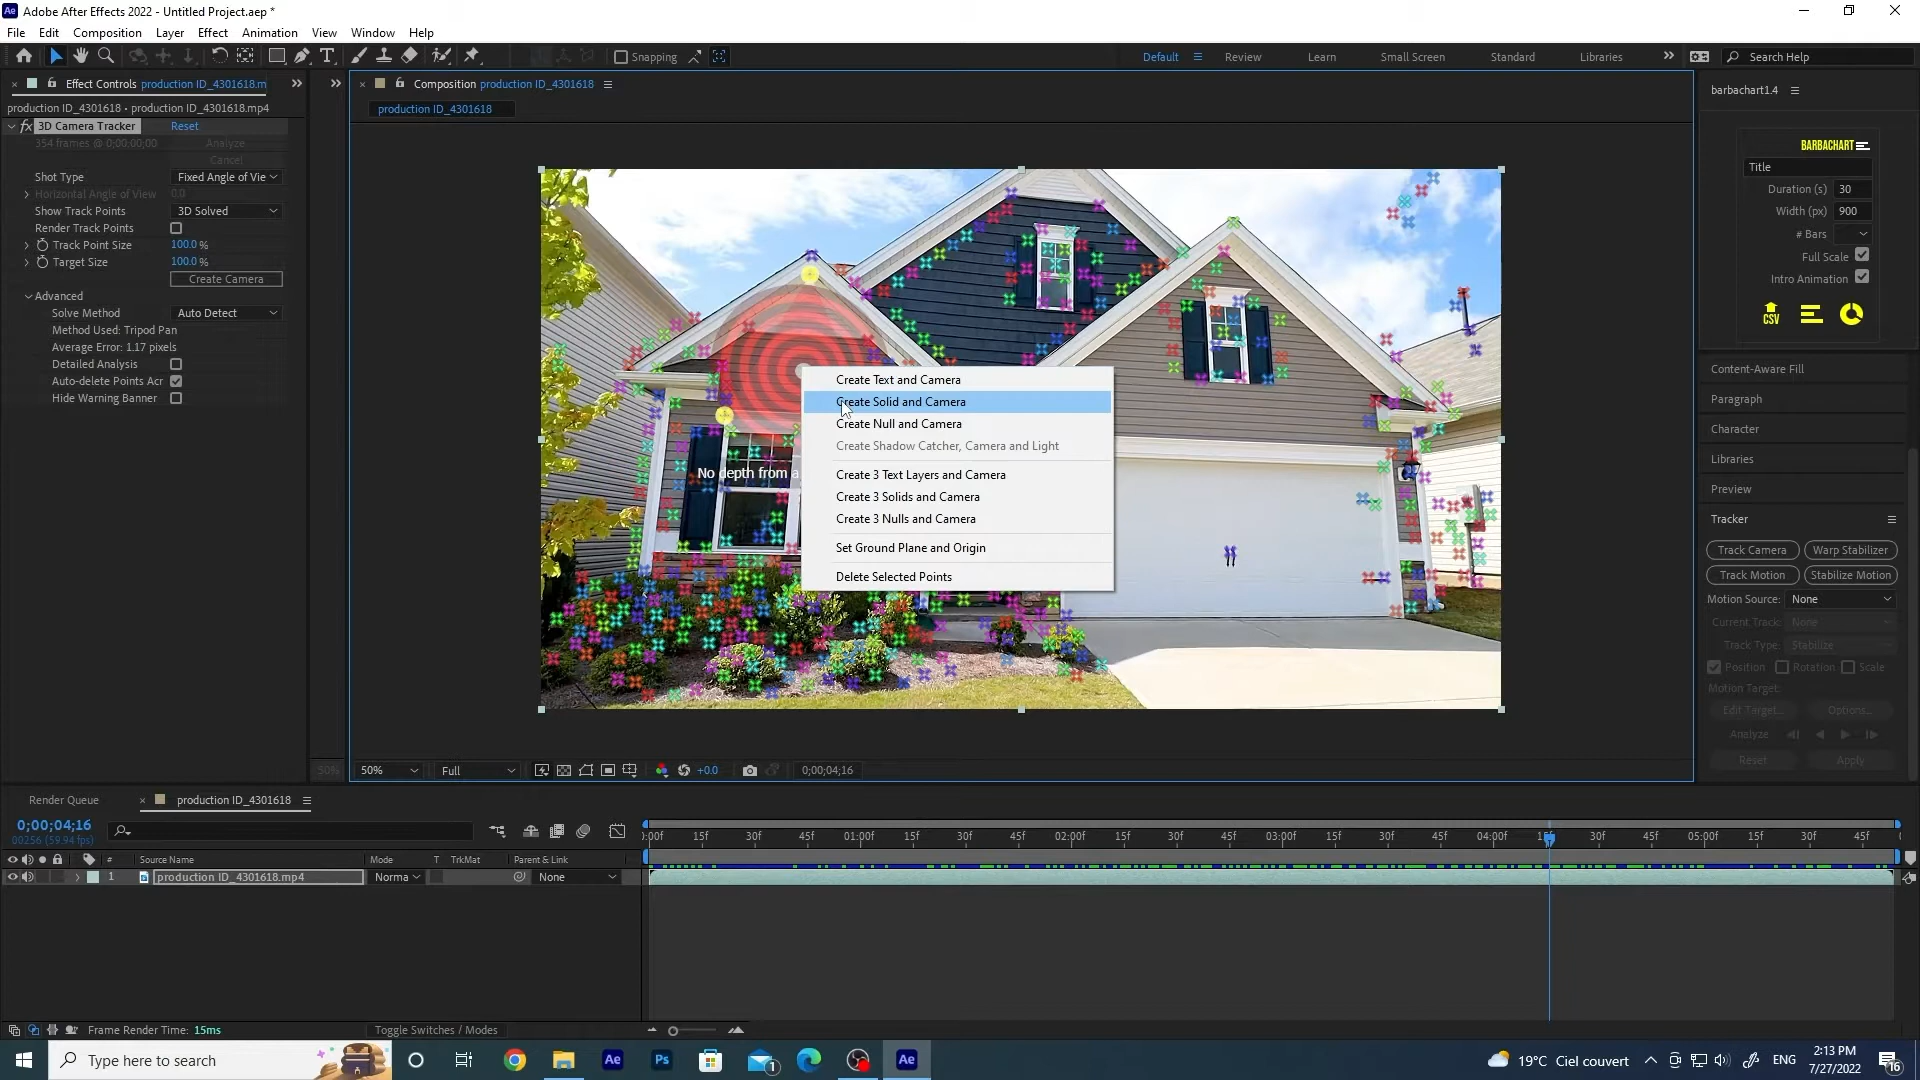 Adobe After Effects 2022 - Untitled Project.aep *
File Edit Composition Layer Effect Animation View Window Help
Snapping
Default Review Learn Small Screen Standard Libraries Search Help
Effect Controls production ID_4301618.m
production ID_4301618 • production ID_4301618.mp4
fx 3D Camera Tracker Reset
354 frames @ 0;00;00;00 Analyze
Cancel
Shot Type Fixed Angle of Vie
Horizontal Angle of View 0.0
Show Track Points 3D Solved
Render Track Points
Track Point Size 100.0 %
Target Size 100.0 %
Create Camera
Advanced
Solve Method Auto Detect
Method Used: Tripod Pan
Average Error: 1.17 pixels
Detailed Analysis
Auto-delete Points Acr
Hide Warning Banner
Composition production ID_4301618
production ID_4301618
No depth from a
Create Text and Camera
Create Solid and Camera
Create Null and Camera
Create Shadow Catcher, Camera and Light
Create 3 Text Layers and Camera
Create 3 Solids and Camera
Create 3 Nulls and Camera
Set Ground Plane and Origin
Delete Selected Points
50%
50% Full +0.0 0;00;04;16
barbachart1.4
BARBACHART
Title
Duration (s) 30
Width (px) 900
# Bars
Full Scale
Intro Animation
CSV
Content-Aware Fill
Paragraph
Character
Libraries
Preview
Tracker
Track Camera Warp Stabilizer
Track Motion Stabilize Motion
Motion Source: None
Current Track: None
Track Type: Stabilize
Position Rotation Scale
Motion Target:
Edit Target... Options...
Analyze
Reset Apply
Render Queue production ID_4301618
0;00;04;16
00256 (59.94 fps)
:00f 15f 30f 45f 01:00f 15f 30f 45f 02:00f 15f 30f 45f 03:00f 15f 30f 45f 04:00f 15f 30f 45f 05:00f 15f 30f 45f
# Source Name Mode T TrkMat Parent & Link
1 production ID_4301618.mp4 Norma None
Frame Render Time: 15ms Toggle Switches / Modes
Type here to search
Ae Ps 1 Ae
19°C Ciel couvert ENG
2:13 PM
7/27/2022
16